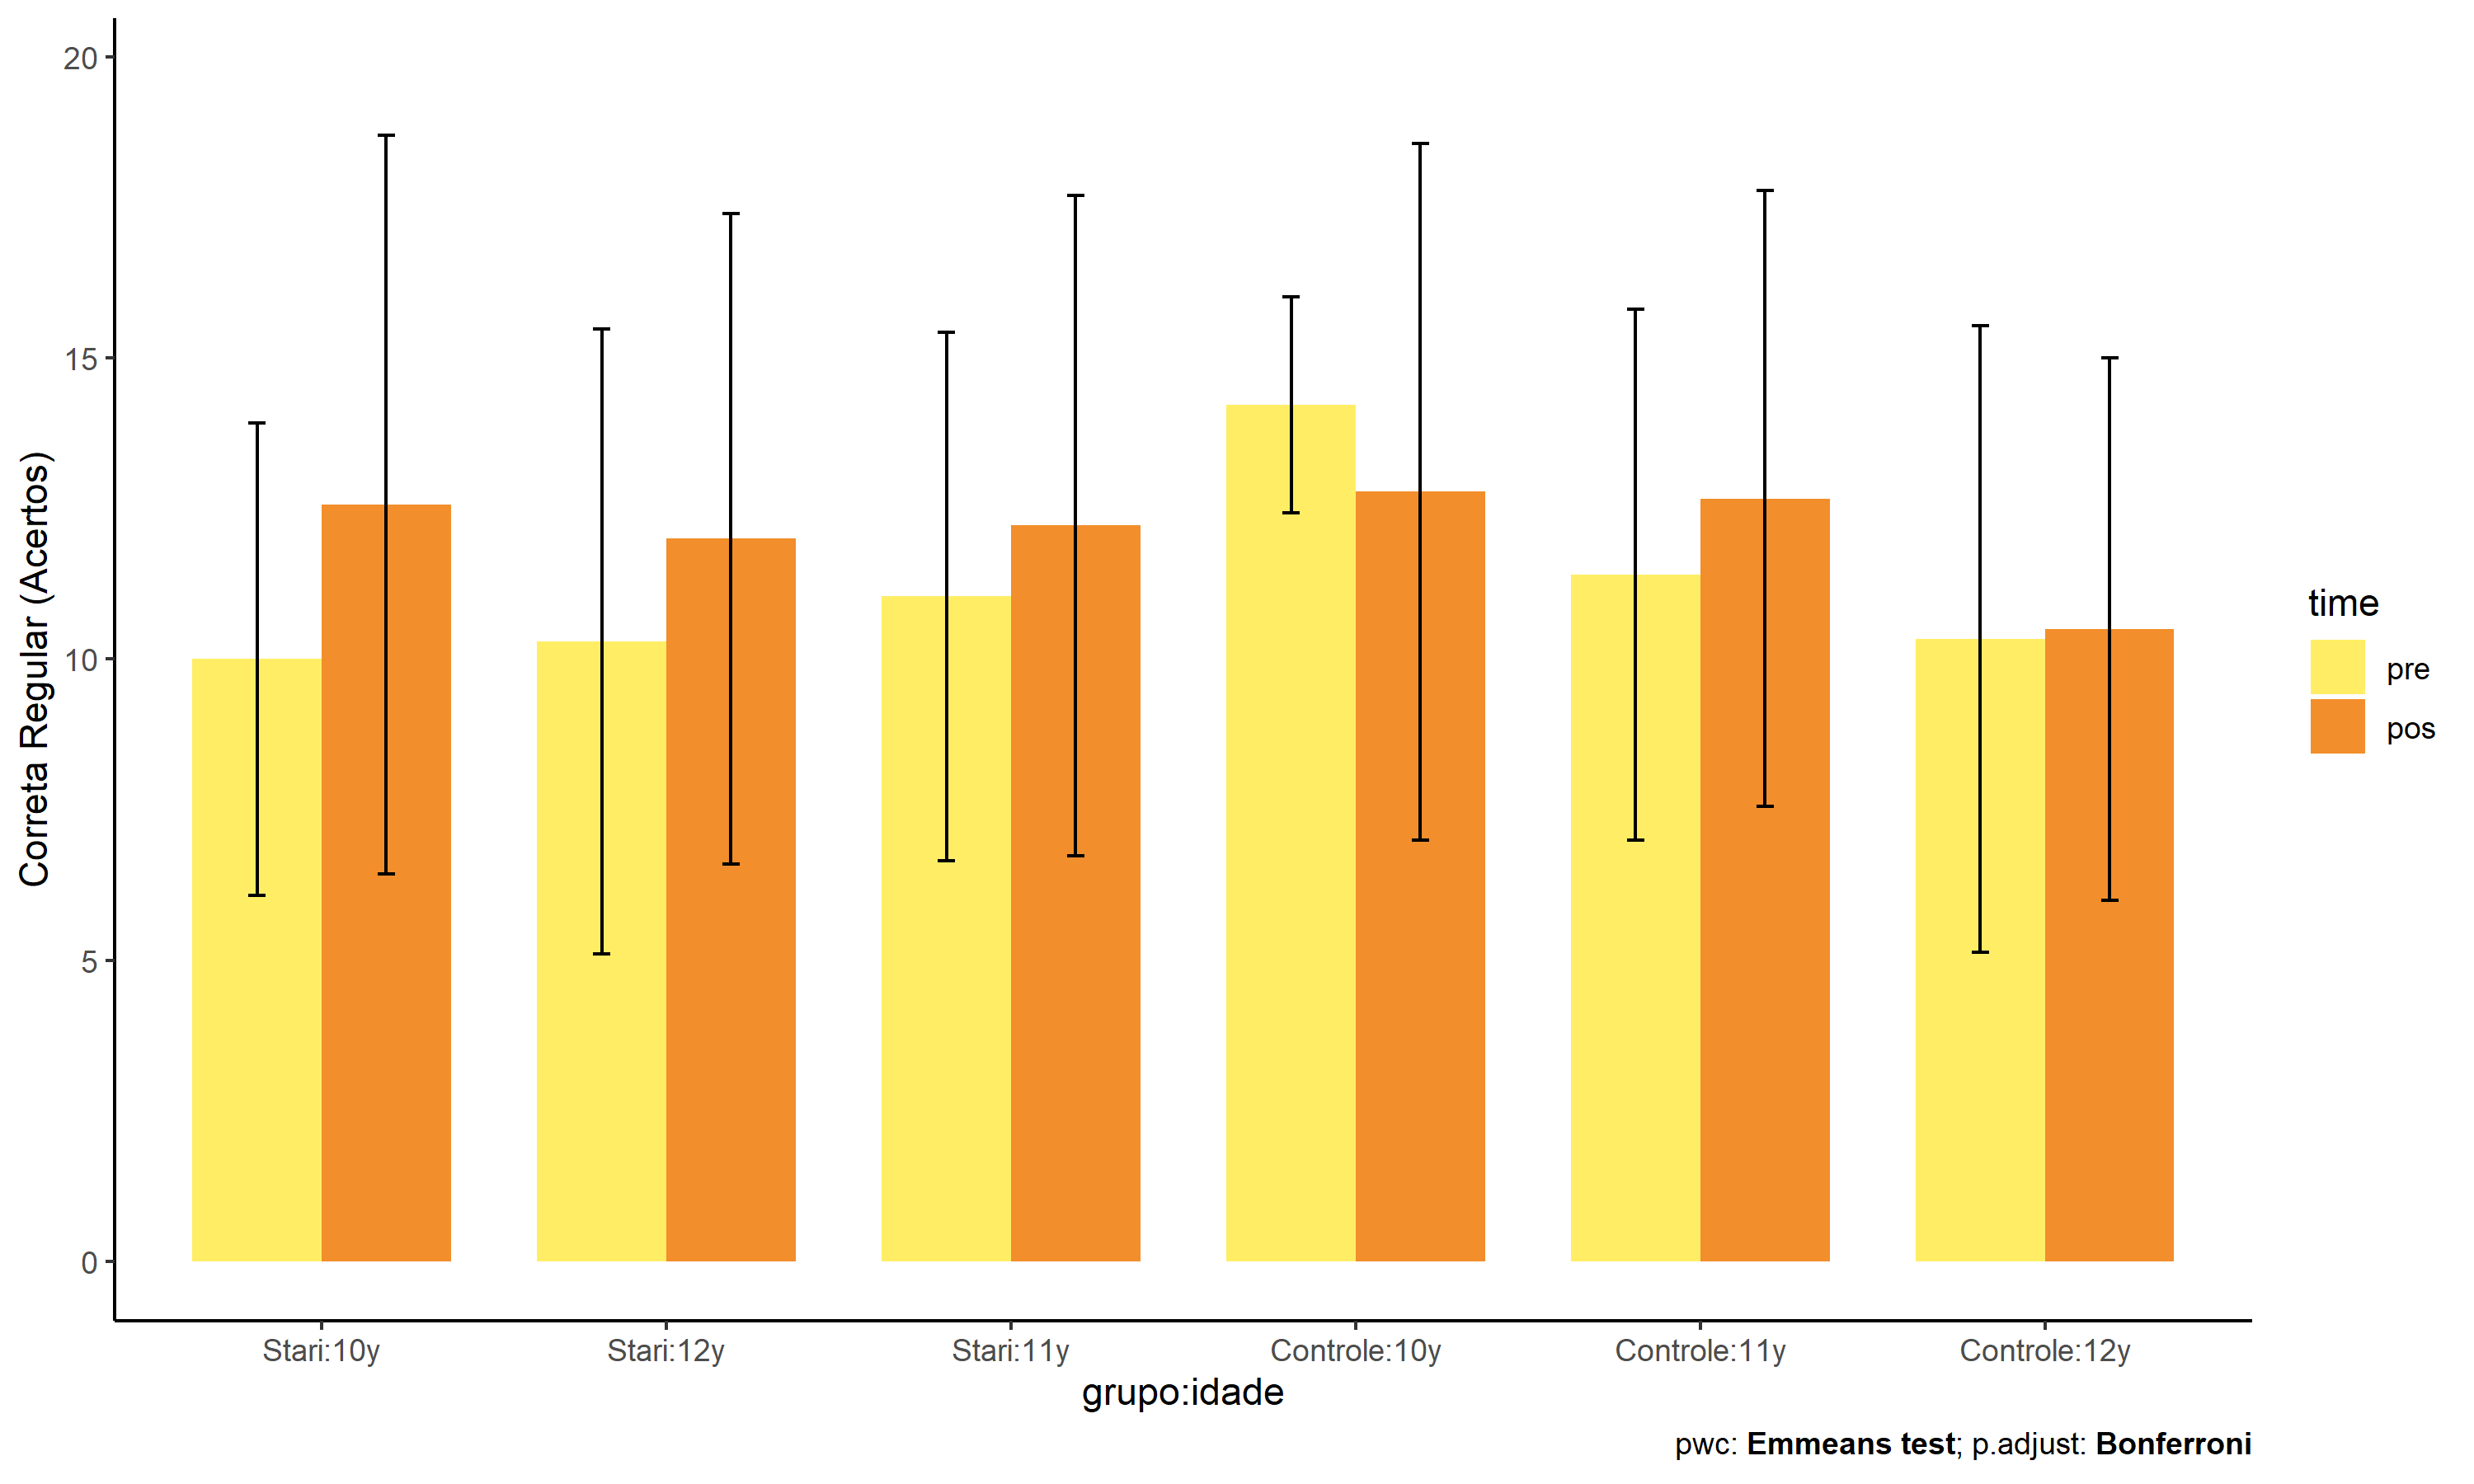 Correta Regular (Acertos)
20
15
10
5
0
Stari:10y
Stari:12y
Stari:11y
Controle:10y
Controle:11y
Controle:12y
grupo:idade
time
pre
pos
pwc: Emmeans test; p.adjust: Bonferroni